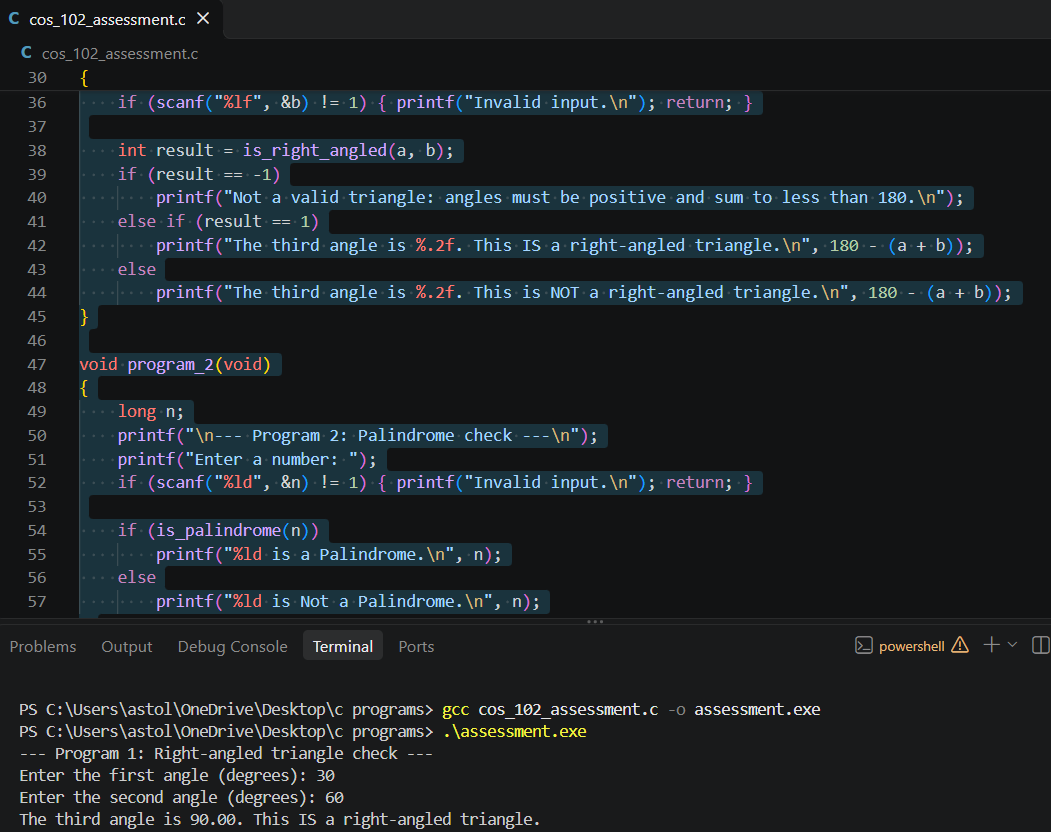 C cos_102_assessment.c ×
C cos_102_assessment.c
30 {
36 if (scanf("%lf", &b) != 1) { printf("Invalid input.\n"); return; }
37
38 int result = is_right_angled(a, b);
39 if (result == -1)
40 printf("Not a valid triangle: angles must be positive and sum to less than 180.\n");
41 else if (result == 1)
42 printf("The third angle is %.2f. This IS a right-angled triangle.\n", 180 - (a + b));
43 else
44 printf("The third angle is %.2f. This is NOT a right-angled triangle.\n", 180 - (a + b));
45 }
46
47 void program_2(void)
48 {
49 long n;
50 printf("\n--- Program 2: Palindrome check ---\n");
51 printf("Enter a number: ");
52 if (scanf("%ld", &n) != 1) { printf("Invalid input.\n"); return; }
53
54 if (is_palindrome(n))
55 printf("%ld is a Palindrome.\n", n);
56 else
57 printf("%ld is Not a Palindrome.\n", n);
Problems Output Debug Console Terminal Ports powershell
PS C:\Users\astol\OneDrive\Desktop\c programs> gcc cos_102_assessment.c -o assessment.exe
PS C:\Users\astol\OneDrive\Desktop\c programs> .\assessment.exe
--- Program 1: Right-angled triangle check ---
Enter the first angle (degrees): 30
Enter the second angle (degrees): 60
The third angle is 90.00. This IS a right-angled triangle.